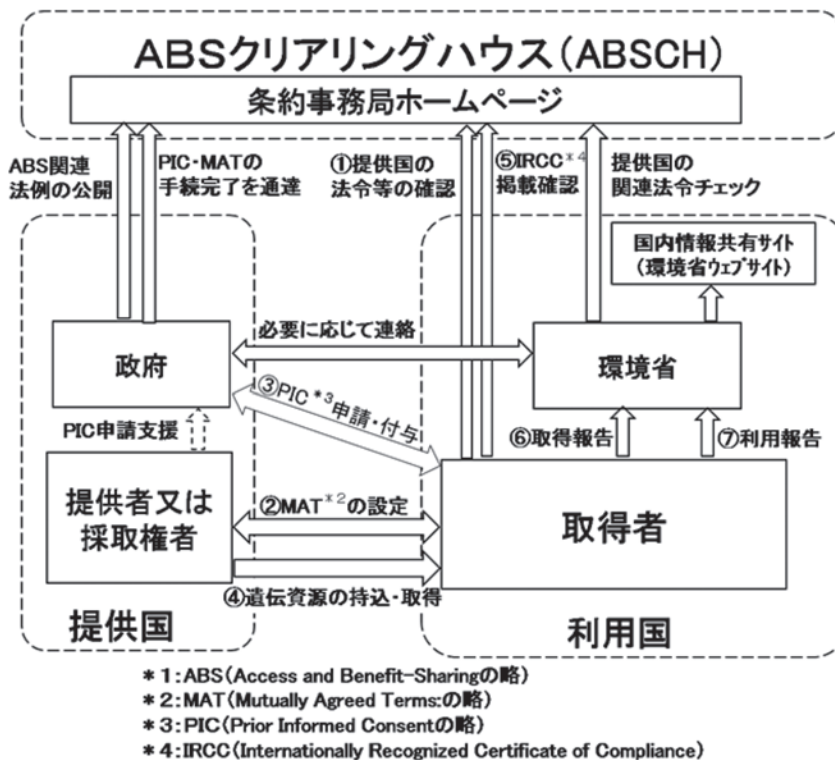 ABSクリアリングハウス(ABSCH)
条約事務局ホームページ
ABS関連
法例の公開
PIC・MATの
手続完了を通達
①提供国の
法令等の確認
⑤IRCC*4
掲載確認
提供国の
関連法令チェック
国内情報共有サイト
(環境省ウェブサイト)
政府
必要に応じて連絡
環境省
③PIC*3申請・付与
PIC申請支援
⑥取得報告
⑦利用報告
提供者又は
採取権者
②MAT*2の設定
取得者
④遺伝資源の持込・取得
提供国
利用国
*1:ABS(Access and Benefit-Sharingの略)
*2:MAT(Mutually Agreed Terms:の略)
*3:PIC(Prior Informed Consentの略)
*4:IRCC(Internationally Recognized Certificate of Compliance)